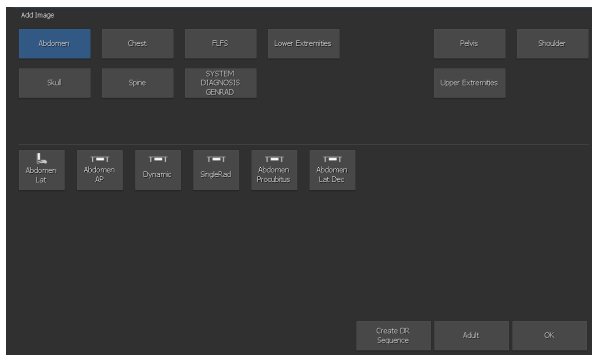 Add Image
Abdomen
Chest
FLFS
Lower Extremities
Pelvis
Shoulder
Skull
Spine
SYSTEM
DIAGNOSIS
GENRAD
Upper Extremities
Abdomen
Lat
Abdomen
AP
Dynamic
SingleRad
Abdomen
Procubitus
Abdomen
Lat Dec
Create DR
Sequence
Adult
OK